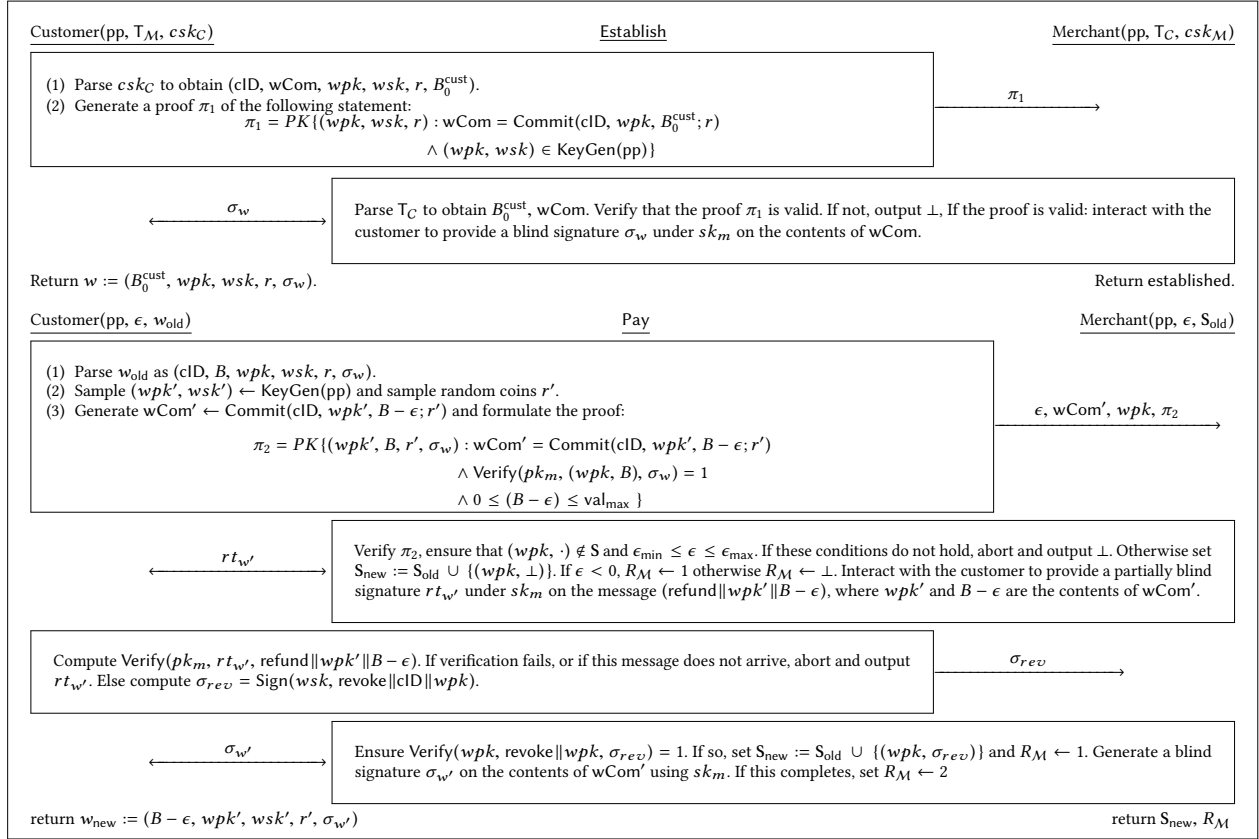 Customer(pp, T_M, csk_C) Establish Merchant(pp, T_C, csk_M)
(1) Parse csk_C to obtain (cID, wCom, wpk, wsk, r, B_0^cust).
(2) Generate a proof π_1 of the following statement:
π_1 = PK{(wpk, wsk, r) : wCom = Commit(cID, wpk, B_0^cust; r)
∧ (wpk, wsk) ∈ KeyGen(pp)}
π_1
σ_w
Parse T_C to obtain B_0^cust, wCom. Verify that the proof π_1 is valid. If not, output ⊥, If the proof is valid: interact with the
customer to provide a blind signature σ_w under sk_m on the contents of wCom.
Return w := (B_0^cust, wpk, wsk, r, σ_w). Return established.
Customer(pp, ϵ, w_old) Pay Merchant(pp, ϵ, S_old)
(1) Parse w_old as (cID, B, wpk, wsk, r, σ_w).
(2) Sample (wpk′, wsk′) ← KeyGen(pp) and sample random coins r′.
(3) Generate wCom′ ← Commit(cID, wpk′, B − ϵ; r′) and formulate the proof:
π_2 = PK{(wpk′, B, r′, σ_w) : wCom′ = Commit(cID, wpk′, B − ϵ; r′)
∧ Verify(pk_m, (wpk, B), σ_w) = 1
∧ 0 ≤ (B − ϵ) ≤ val_max }
ϵ, wCom′, wpk, π_2
rt_w′
Verify π_2, ensure that (wpk, ·) ∉ S and ϵ_min ≤ ϵ ≤ ϵ_max. If these conditions do not hold, abort and output ⊥. Otherwise set
S_new := S_old ∪ {(wpk, ⊥)}. If ϵ < 0, R_M ← 1 otherwise R_M ← ⊥. Interact with the customer to provide a partially blind
signature rt_w′ under sk_m on the message (refund∥wpk′∥B − ϵ), where wpk′ and B − ϵ are the contents of wCom′.
Compute Verify(pk_m, rt_w′, refund∥wpk′∥B − ϵ). If verification fails, or if this message does not arrive, abort and output
rt_w′. Else compute σ_rev = Sign(wsk, revoke∥cID∥wpk).
σ_rev
σ_w′
Ensure Verify(wpk, revoke∥wpk, σ_rev) = 1. If so, set S_new := S_old ∪ {(wpk, σ_rev)} and R_M ← 1. Generate a blind
signature σ_w′ on the contents of wCom′ using sk_m. If this completes, set R_M ← 2
return w_new := (B − ϵ, wpk′, wsk′, r′, σ_w′) return S_new, R_M